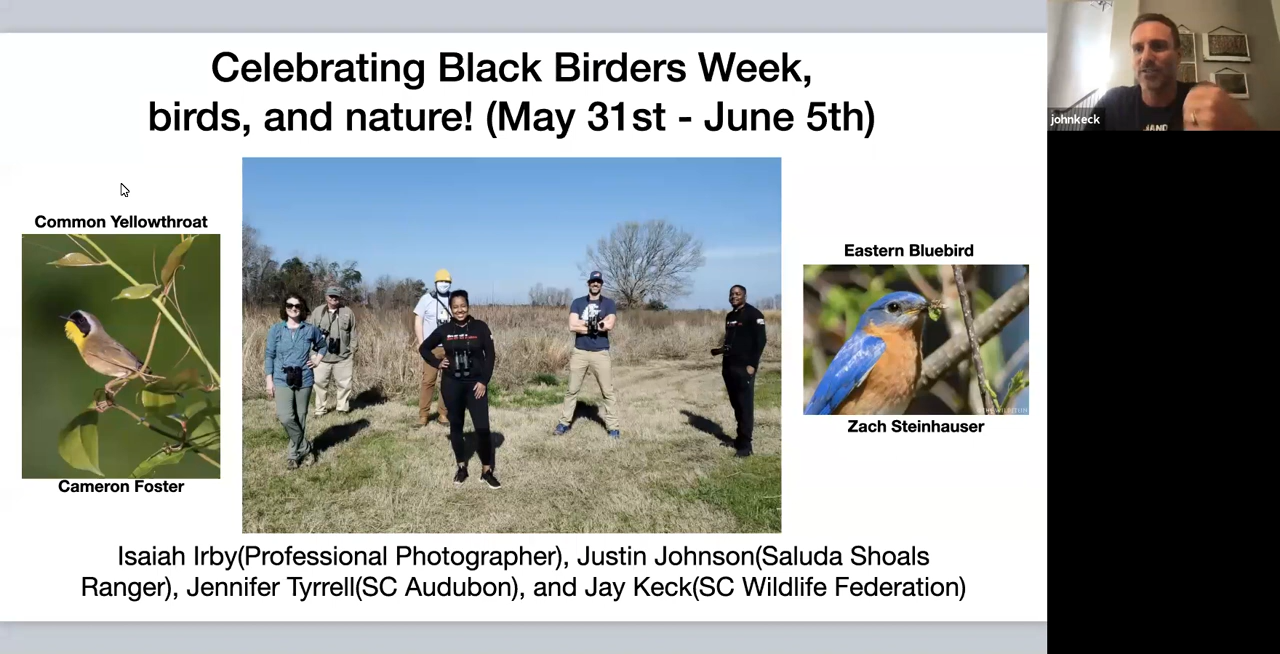 Celebrating Black Birders Week,
birds, and nature! (May 31st - June 5th)
johnkeck
Common Yellowthroat
Eastern Bluebird
Zach Steinhauser
Cameron Foster
Isaiah Irby(Professional Photographer), Justin Johnson(Saluda Shoals
Ranger), Jennifer Tyrrell(SC Audubon), and Jay Keck(SC Wildlife Federation)